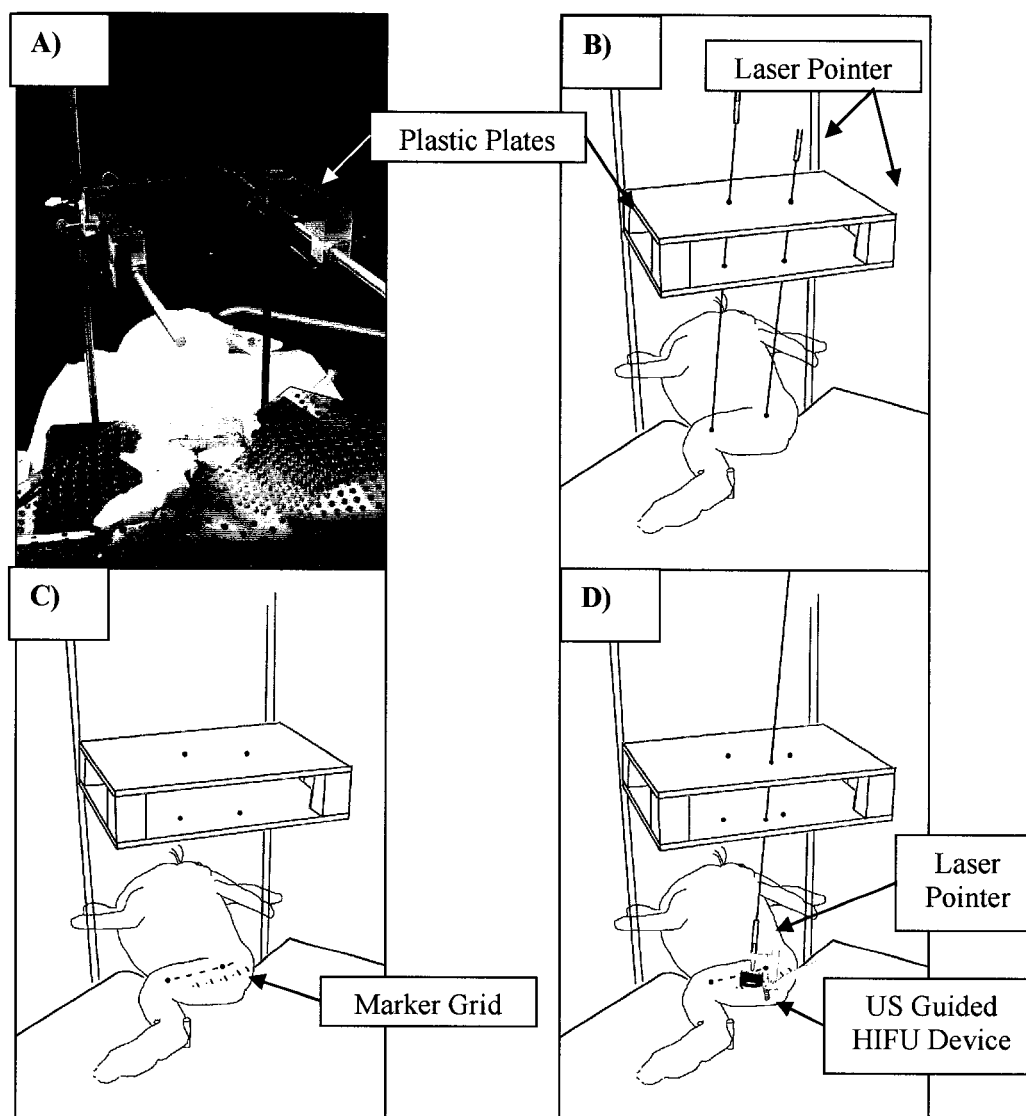 A)
B)
Laser Pointer
Plastic Plates
C)
D)
Laser
Pointer
Marker Grid
US Guided
HIFU Device